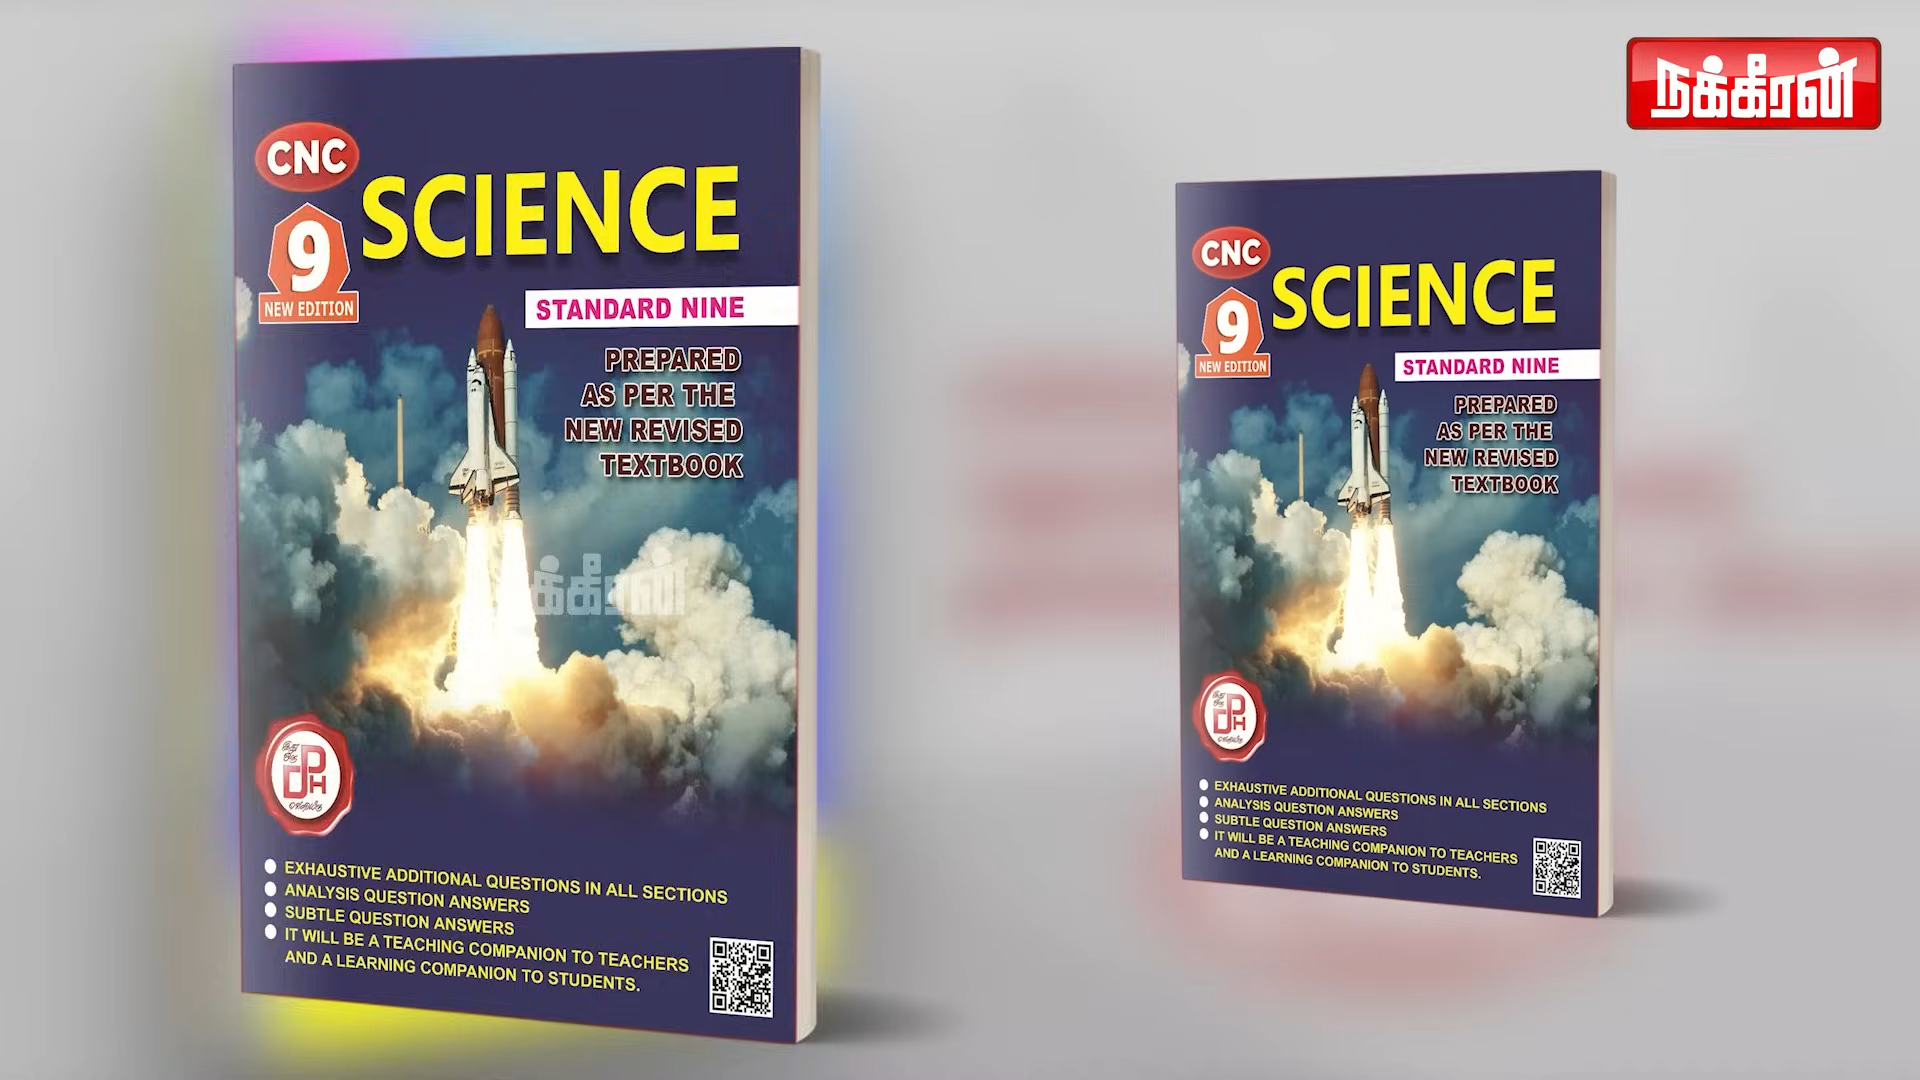 CNC
SCIENCE
9
NEW EDITION
STANDARD NINE
PREPARED
AS PER THE
NEW REVISED
TEXTBOOK
க்கீரன்
DPH
EXHAUSTIVE ADDITIONAL QUESTIONS IN ALL SECTIONS
ANALYSIS QUESTION ANSWERS
SUBTLE QUESTION ANSWERS
IT WILL BE A TEACHING COMPANION TO TEACHERS
AND A LEARNING COMPANION TO STUDENTS.
நக்கீரன்
CNC
SCIENCE
9
NEW EDITION
STANDARD NINE
PREPARED
AS PER THE
NEW REVISED
TEXTBOOK
DPH
EXHAUSTIVE ADDITIONAL QUESTIONS IN ALL SECTIONS
ANALYSIS QUESTION ANSWERS
SUBTLE QUESTION ANSWERS
IT WILL BE A TEACHING COMPANION TO TEACHERS
AND A LEARNING COMPANION TO STUDENTS.